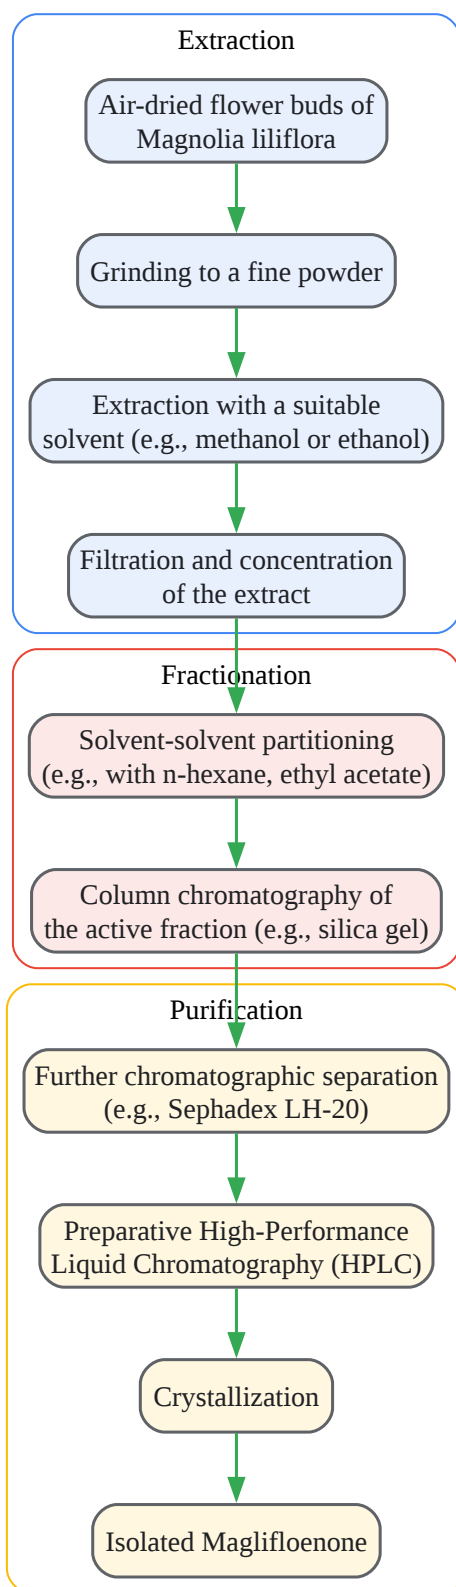 Extraction
Air-dried flower buds of
Magnolia liliflora
Grinding to a fine powder
Extraction with a suitable
solvent (e.g., methanol or ethanol)
Filtration and concentration
of the extract
Fractionation
Solvent-solvent partitioning
(e.g., with n-hexane, ethyl acetate)
Column chromatography of
the active fraction (e.g., silica gel)
Purification
Further chromatographic separation
(e.g., Sephadex LH-20)
Preparative High-Performance
Liquid Chromatography (HPLC)
Crystallization
Isolated Maglifloenone